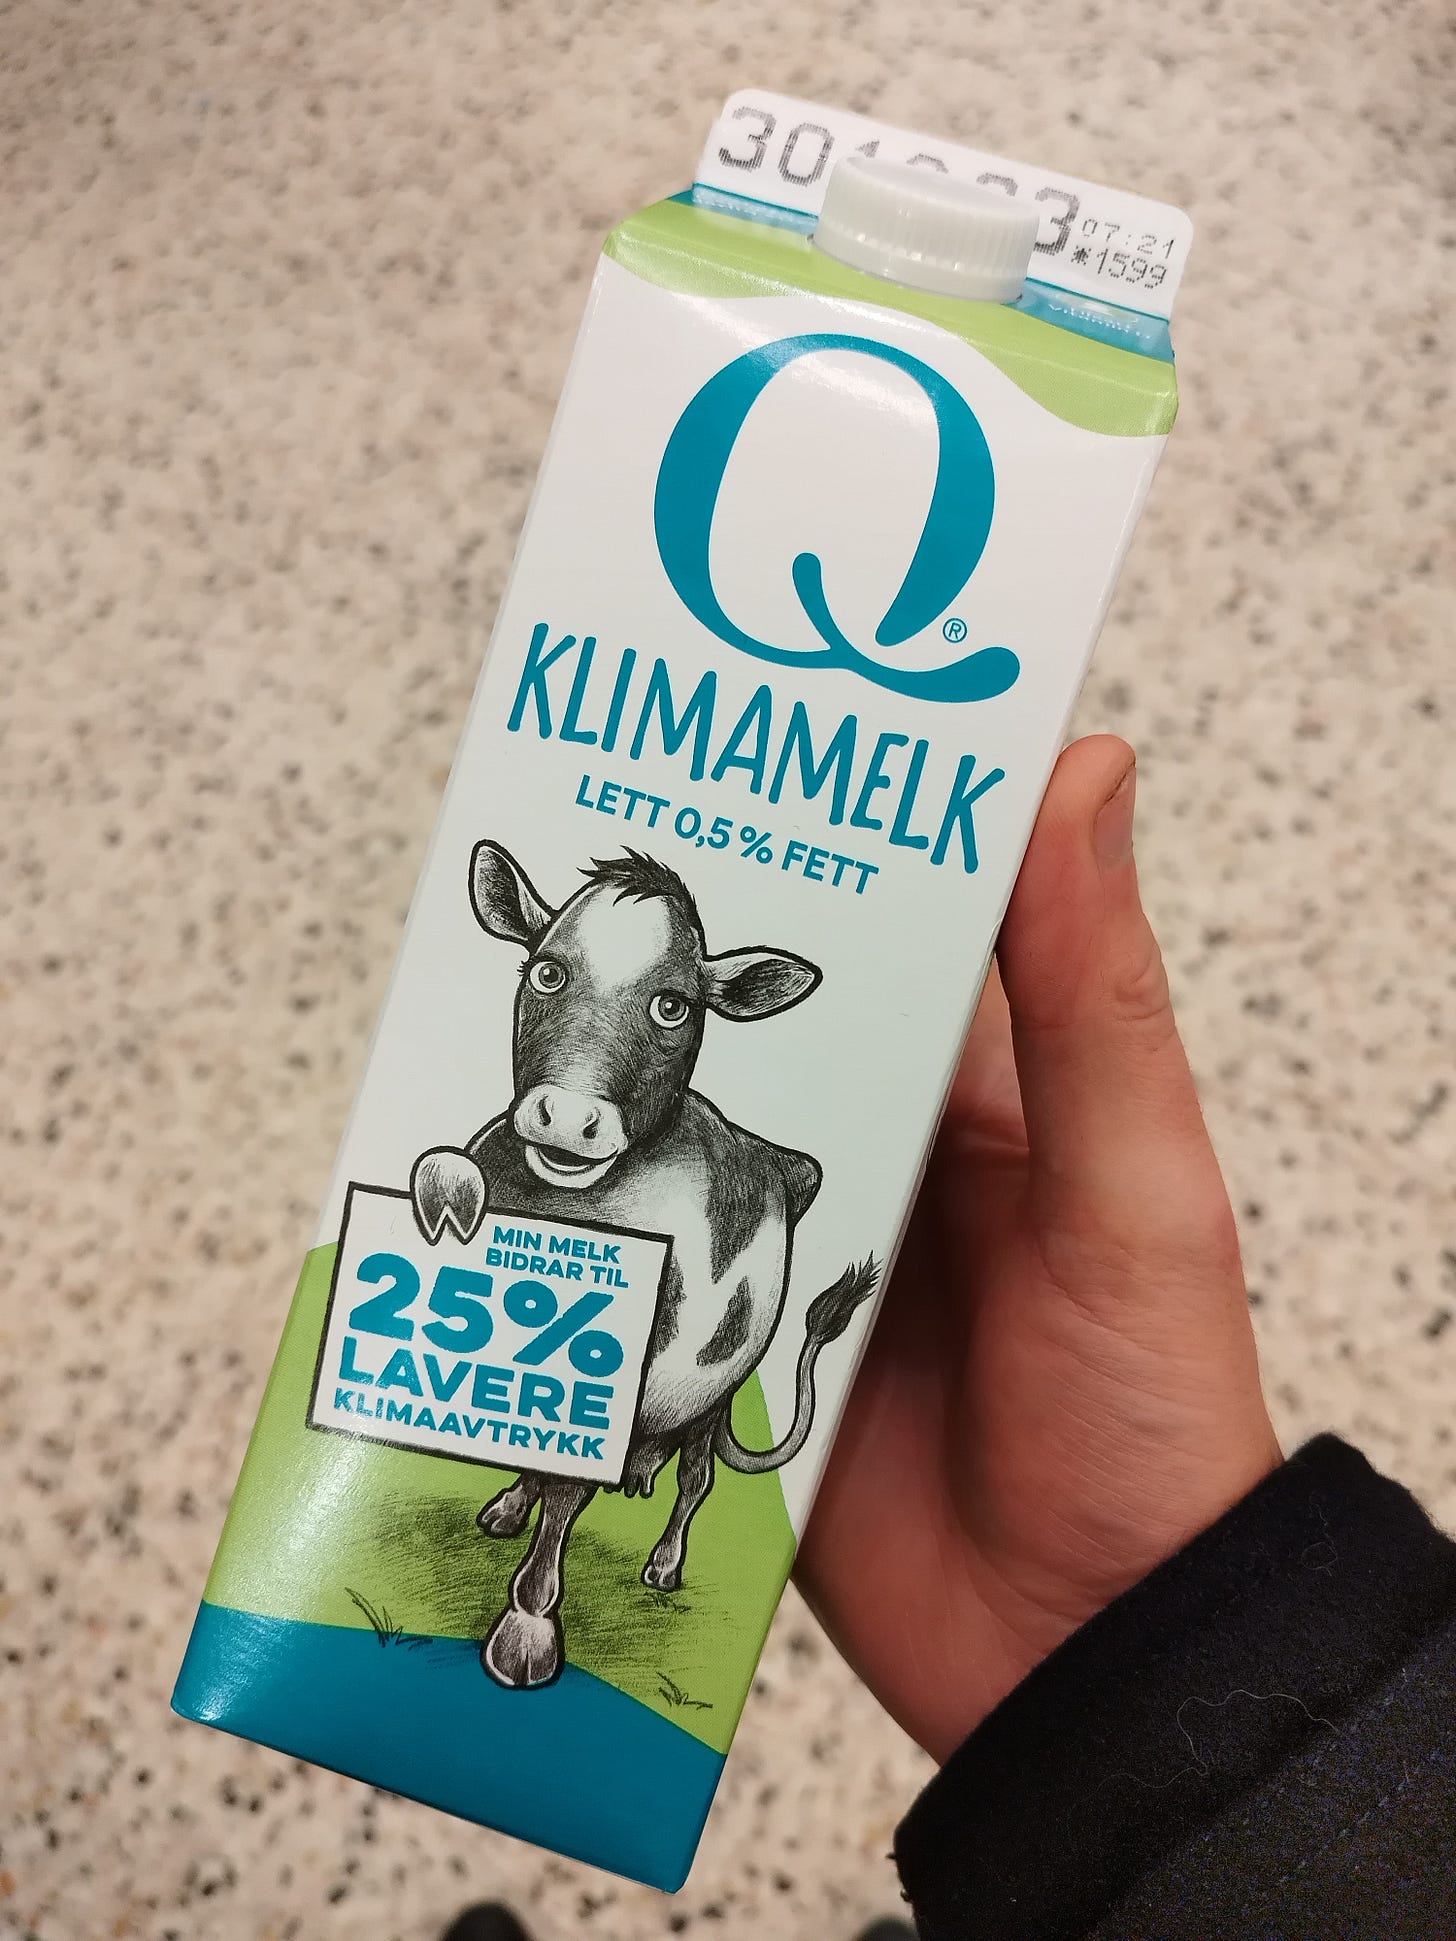 07:21
*1599
Q®
KLIMAMELK
LETT 0,5 % FETT
MIN MELK
BIDRAR TIL
25%
LAVERE
KLIMAAVTRYKK